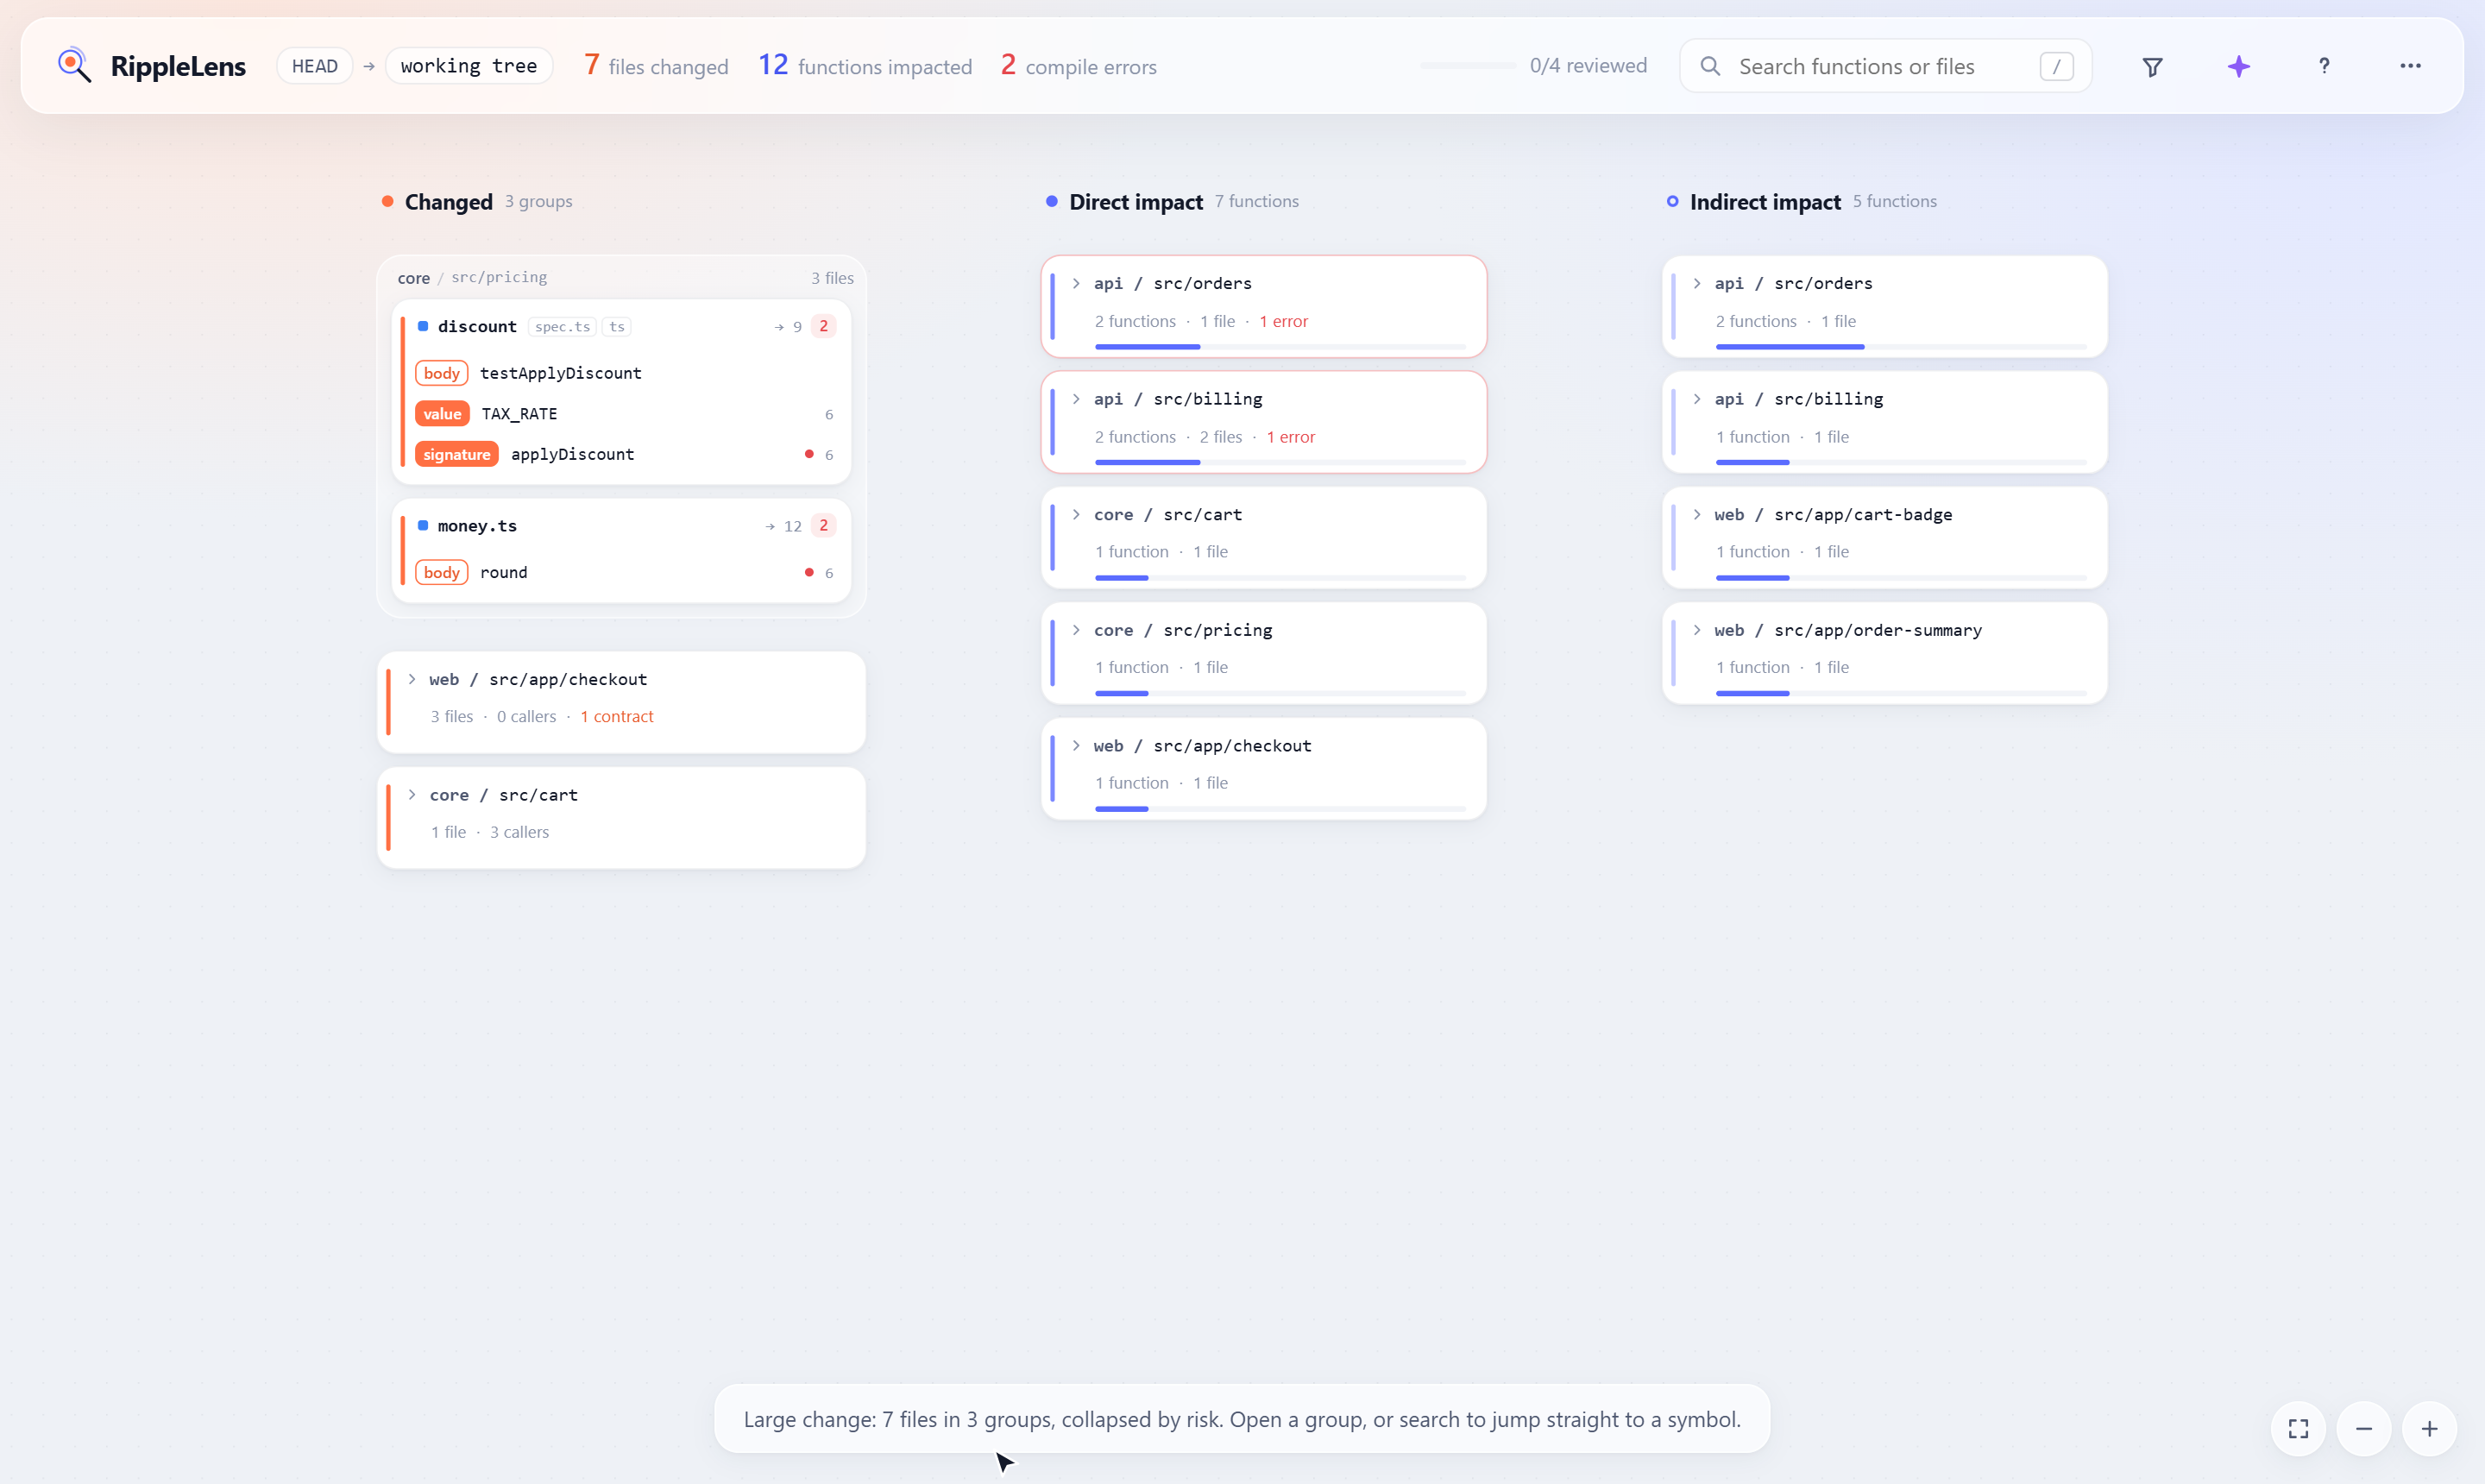 RippleLens HEAD → working tree 7 files changed 12 functions impacted 2 compile errors 0/4 reviewed Search functions or files / ? ···
Changed 3 groups
core / src/pricing 3 files
discount spec.ts ts → 9 2
body testApplyDiscount
value TAX_RATE 6
signature applyDiscount 6
money.ts → 12 2
body round 6
web / src/app/checkout
3 files · 0 callers · 1 contract
core / src/cart
1 file · 3 callers
Direct impact 7 functions
api / src/orders
2 functions · 1 file · 1 error
api / src/billing
2 functions · 2 files · 1 error
core / src/cart
1 function · 1 file
core / src/pricing
1 function · 1 file
web / src/app/checkout
1 function · 1 file
Indirect impact 5 functions
api / src/orders
2 functions · 1 file
api / src/billing
1 function · 1 file
web / src/app/cart-badge
1 function · 1 file
web / src/app/order-summary
1 function · 1 file
Large change: 7 files in 3 groups, collapsed by risk. Open a group, or search to jump straight to a symbol.